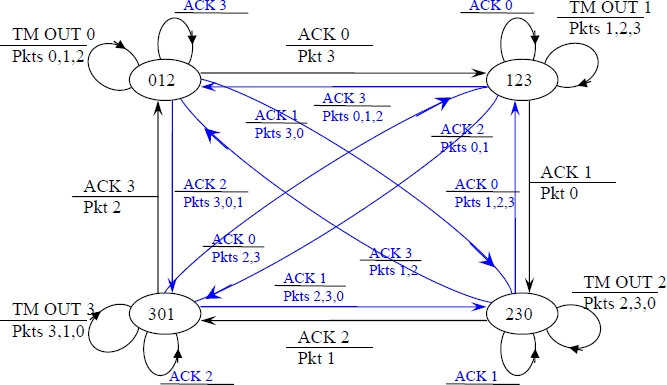 ACK 3
ACK 0
TM OUT 0
Pkts 0,1,2
TM OUT 1
Pkts 1,2,3
ACK 0
Pkt 3
012
123
ACK 3
Pkts 0,1,2
ACK 1
Pkts 3,0
ACK 2
Pkts 0,1
ACK 3
Pkt 2
ACK 2
Pkts 3,0,1
ACK 0
Pkts 1,2,3
ACK 1
Pkt 0
ACK 0
Pkts 2,3
ACK 3
Pkts 1,2
ACK 1
Pkts 2,3,0
TM OUT 3
Pkts 3,1,0
301
230
TM OUT 2
Pkts 2,3,0
ACK 2
Pkt 1
ACK 2
ACK 1